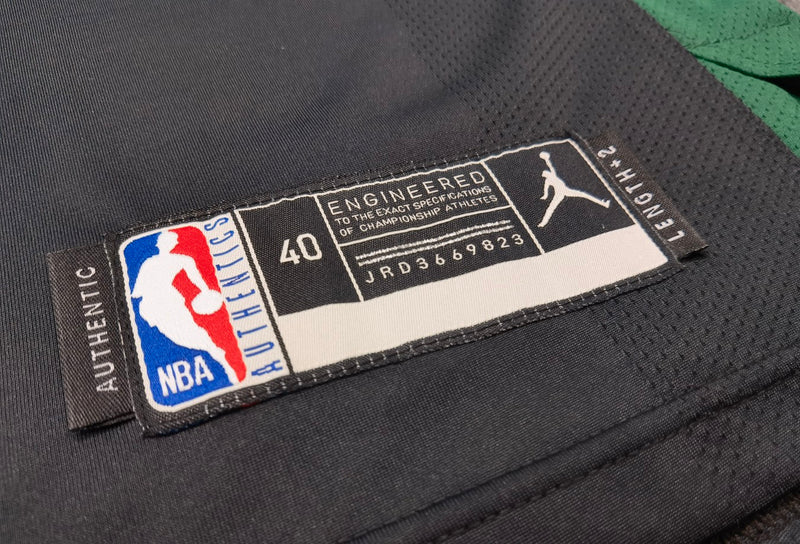 AUTHENTIC
NBA
AUTHENTICS
40
ENGINEERED
TO THE EXACT SPECIFICATIONS
OF CHAMPIONSHIP ATHLETES
JRD3669823
LENGTH+2